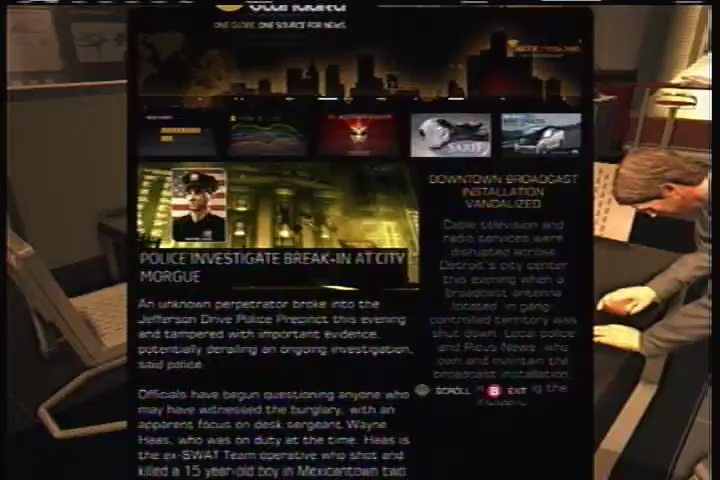 Standard
ONE GLOBE. ONE SOURCE FOR NEWS.
SARIF
POLICE INVESTIGATE BREAK-IN AT CITY
MORGUE
An unknown perpetrator broke into the
Jefferson Drive Police Precinct this evening
and tampered with important evidence,
potentially derailing an ongoing investigation,
said police.
Officials have begun questioning anyone who
may have witnessed the burglary, with an
apparent focus on desk sergeant Wayne
Haas, who was on duty at the time. Haas is
the ex-SWAT Team operative who shot and
killed a 15 year-old boy in Mexicantown two
DOWNTOWN BROADCAST
INSTALLATION
VANDALIZED
Cable television and
radio services were
disrupted across
Detroit's city center
this evening when a
broadcast antenna
located in gang-
controlled territory was
shut down. Local police
and Picus News, who
own and maintain the
broadcast installation,
ing the
SCROLL B EXIT